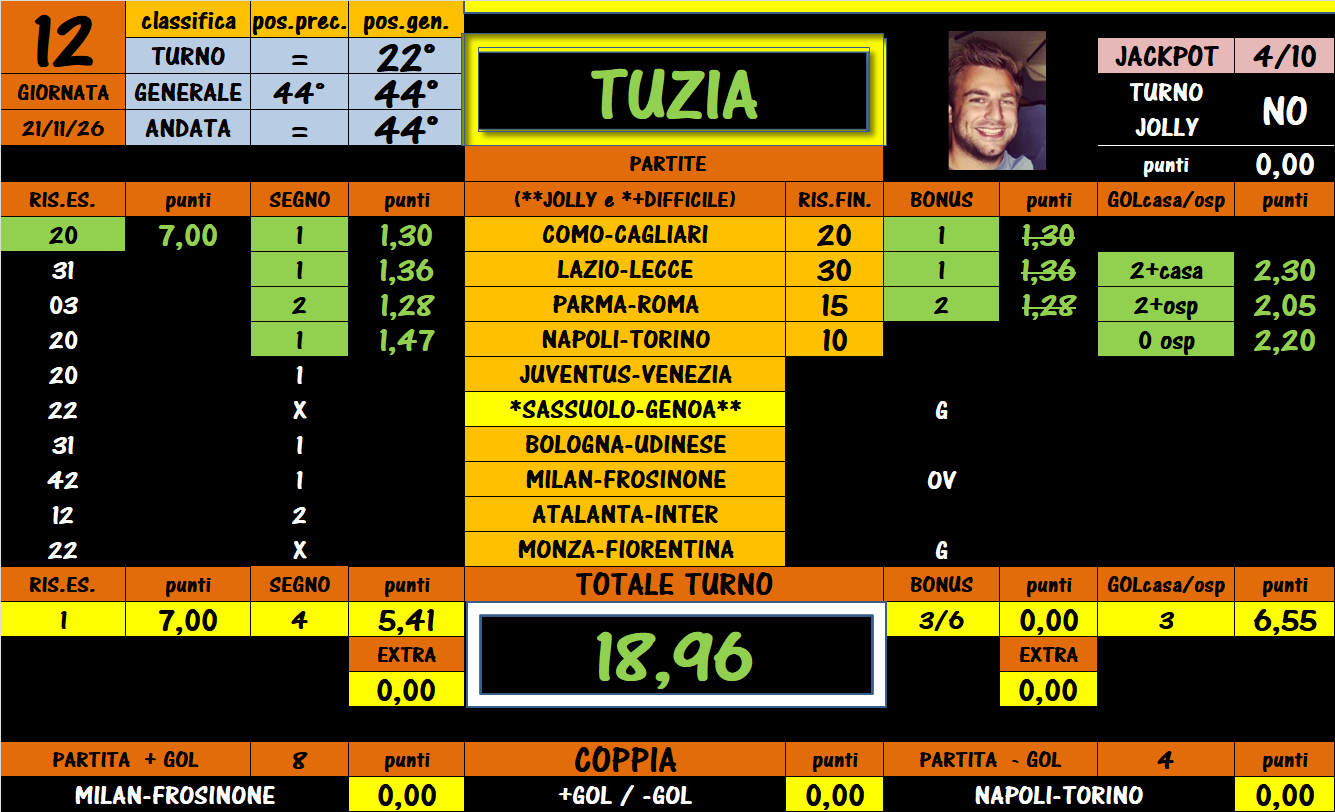 12 classifica pos.prec. pos.gen.
TURNO = 22°
GIORNATA GENERALE 44° 44°
21/11/26 ANDATA = 44°
TUZIA
JACKPOT 4/10
TURNO JOLLY NO
punti 0,00
PARTITE
RIS.ES. punti SEGNO punti (**JOLLY e *+DIFFICILE) RIS.FIN. BONUS punti GOLcasa/osp punti
20 7,00 1 1,30 COMO-CAGLIARI 20 1 1,30
31 1 1,36 LAZIO-LECCE 30 1 1,36 2+casa 2,30
03 2 1,28 PARMA-ROMA 15 2 1,28 2+osp 2,05
20 1 1,47 NAPOLI-TORINO 10 0 osp 2,20
20 1 JUVENTUS-VENEZIA
22 X *SASSUOLO-GENOA** G
31 1 BOLOGNA-UDINESE
42 1 MILAN-FROSINONE OV
12 2 ATALANTA-INTER
22 X MONZA-FIORENTINA G
RIS.ES. punti SEGNO punti TOTALE TURNO BONUS punti GOLcasa/osp punti
1 7,00 4 5,41 18,96 3/6 0,00 3 6,55
EXTRA EXTRA
0,00 0,00
PARTITA + GOL 8 punti COPPIA punti PARTITA - GOL 4 punti
MILAN-FROSINONE 0,00 +GOL / -GOL 0,00 NAPOLI-TORINO 0,00